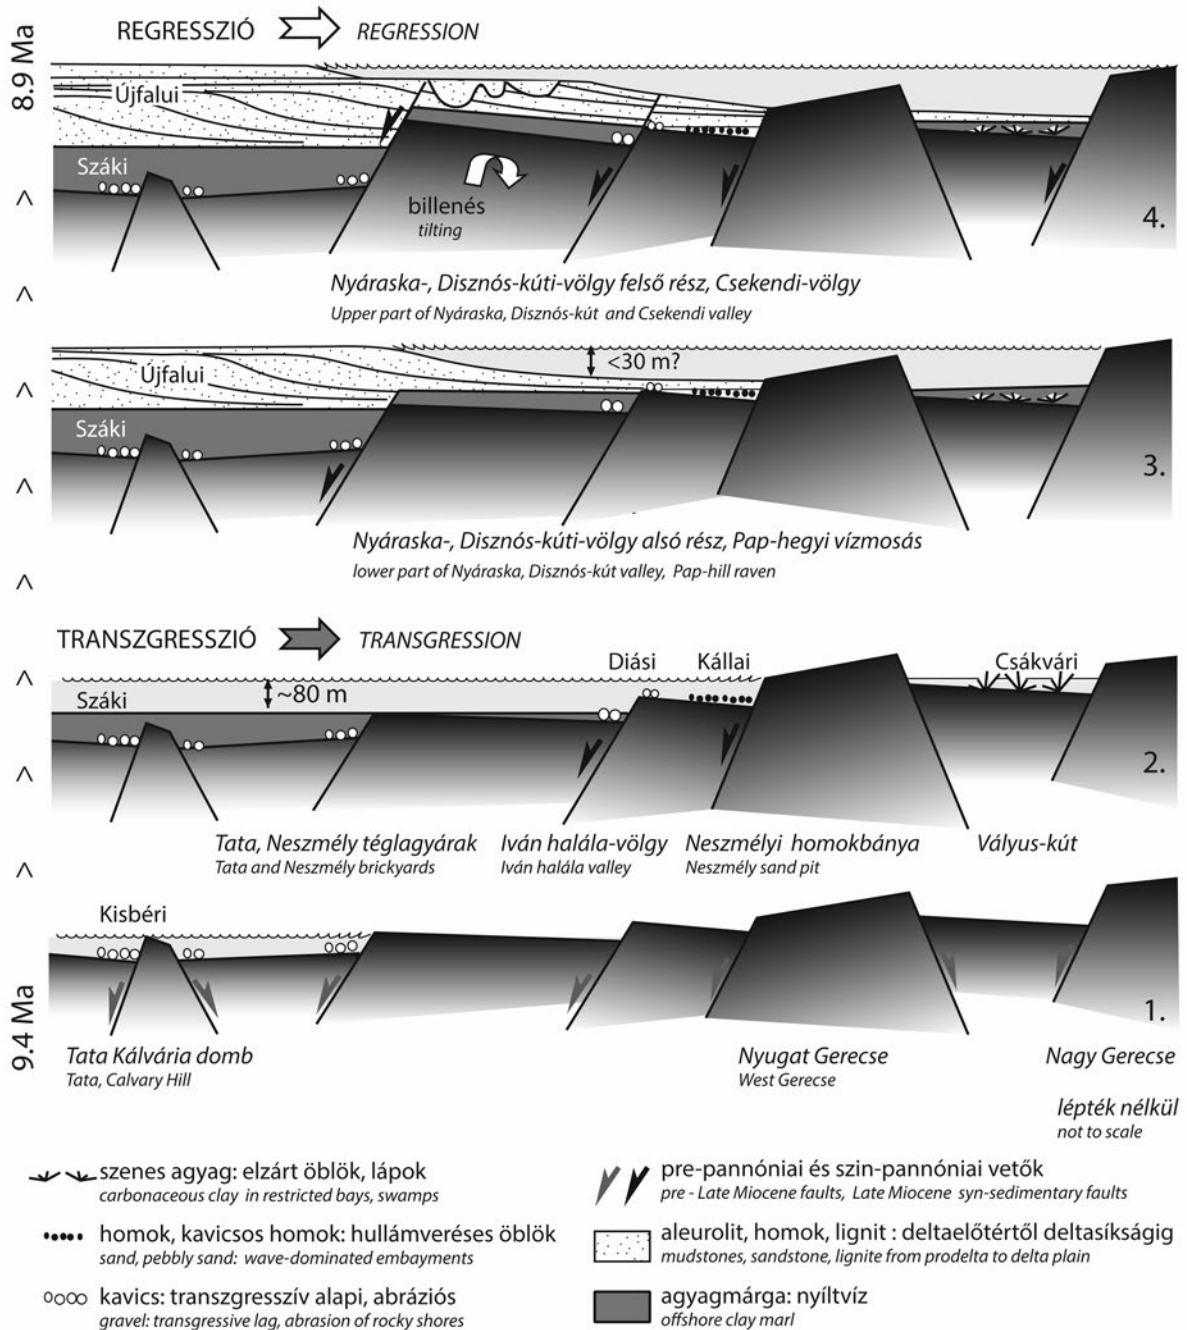 REGRESSZIÓ REGRESSION
8.9 Ma
Újfalui
Száki
billenés
tilting
4.
Nyáraska-, Disznós-kúti-völgy felső rész, Csekendi-völgy
Upper part of Nyáraska, Disznós-kút and Csekendi valley
<30 m?
Újfalui
Száki
3.
Nyáraska-, Disznós-kúti-völgy alsó rész, Pap-hegyi vízmosás
lower part of Nyáraska, Disznós-kút valley, Pap-hill raven
TRANSZGRESSZIÓ TRANSGRESSION
Diási Kállai Csákvári
Száki ~80 m
2.
Tata, Neszmély téglagyárak Iván halála-völgy Neszmélyi homokbánya Vályus-kút
Tata and Neszmély brickyards Iván halála valley Neszmély sand pit
Kisbéri
9.4 Ma
1.
Tata Kálvária domb Nyugat Gerecse Nagy Gerecse
Tata, Calvary Hill West Gerecse
lépték nélkül
not to scale
szenes agyag: elzárt öblök, lápok
carbonaceous clay in restricted bays, swamps
homok, kavicsos homok: hullámveréses öblök
sand, pebbly sand: wave-dominated embayments
kavics: transzgresszív alapi, abráziós
gravel: transgressive lag, abrasion of rocky shores
pre-pannóniai és szin-pannóniai vetők
pre - Late Miocene faults, Late Miocene syn-sedimentary faults
aleurolit, homok, lignit : deltaelőtértől deltasíkságig
mudstones, sandstone, lignite from prodelta to delta plain
agyagmárga: nyíltvíz
offshore clay marl